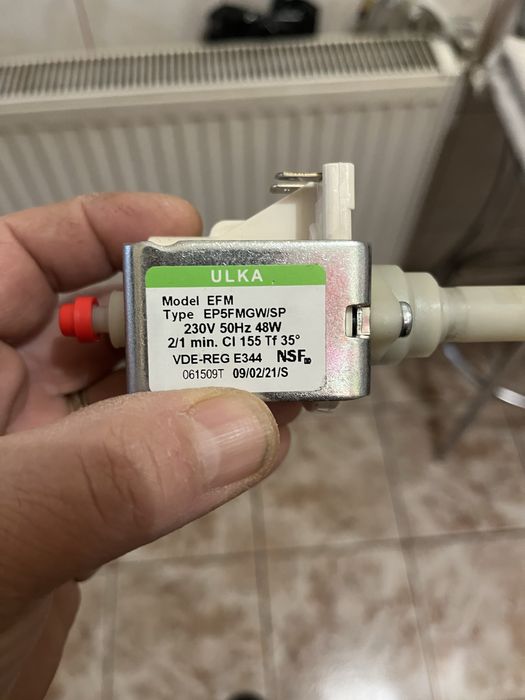 ULKA
Model EFM
Type EP5FMGW/SP
230V 50Hz 48W
2/1 min. Cl 155 Tf 35°
VDE-REG E344 NSF
061509T 09/02/21/S